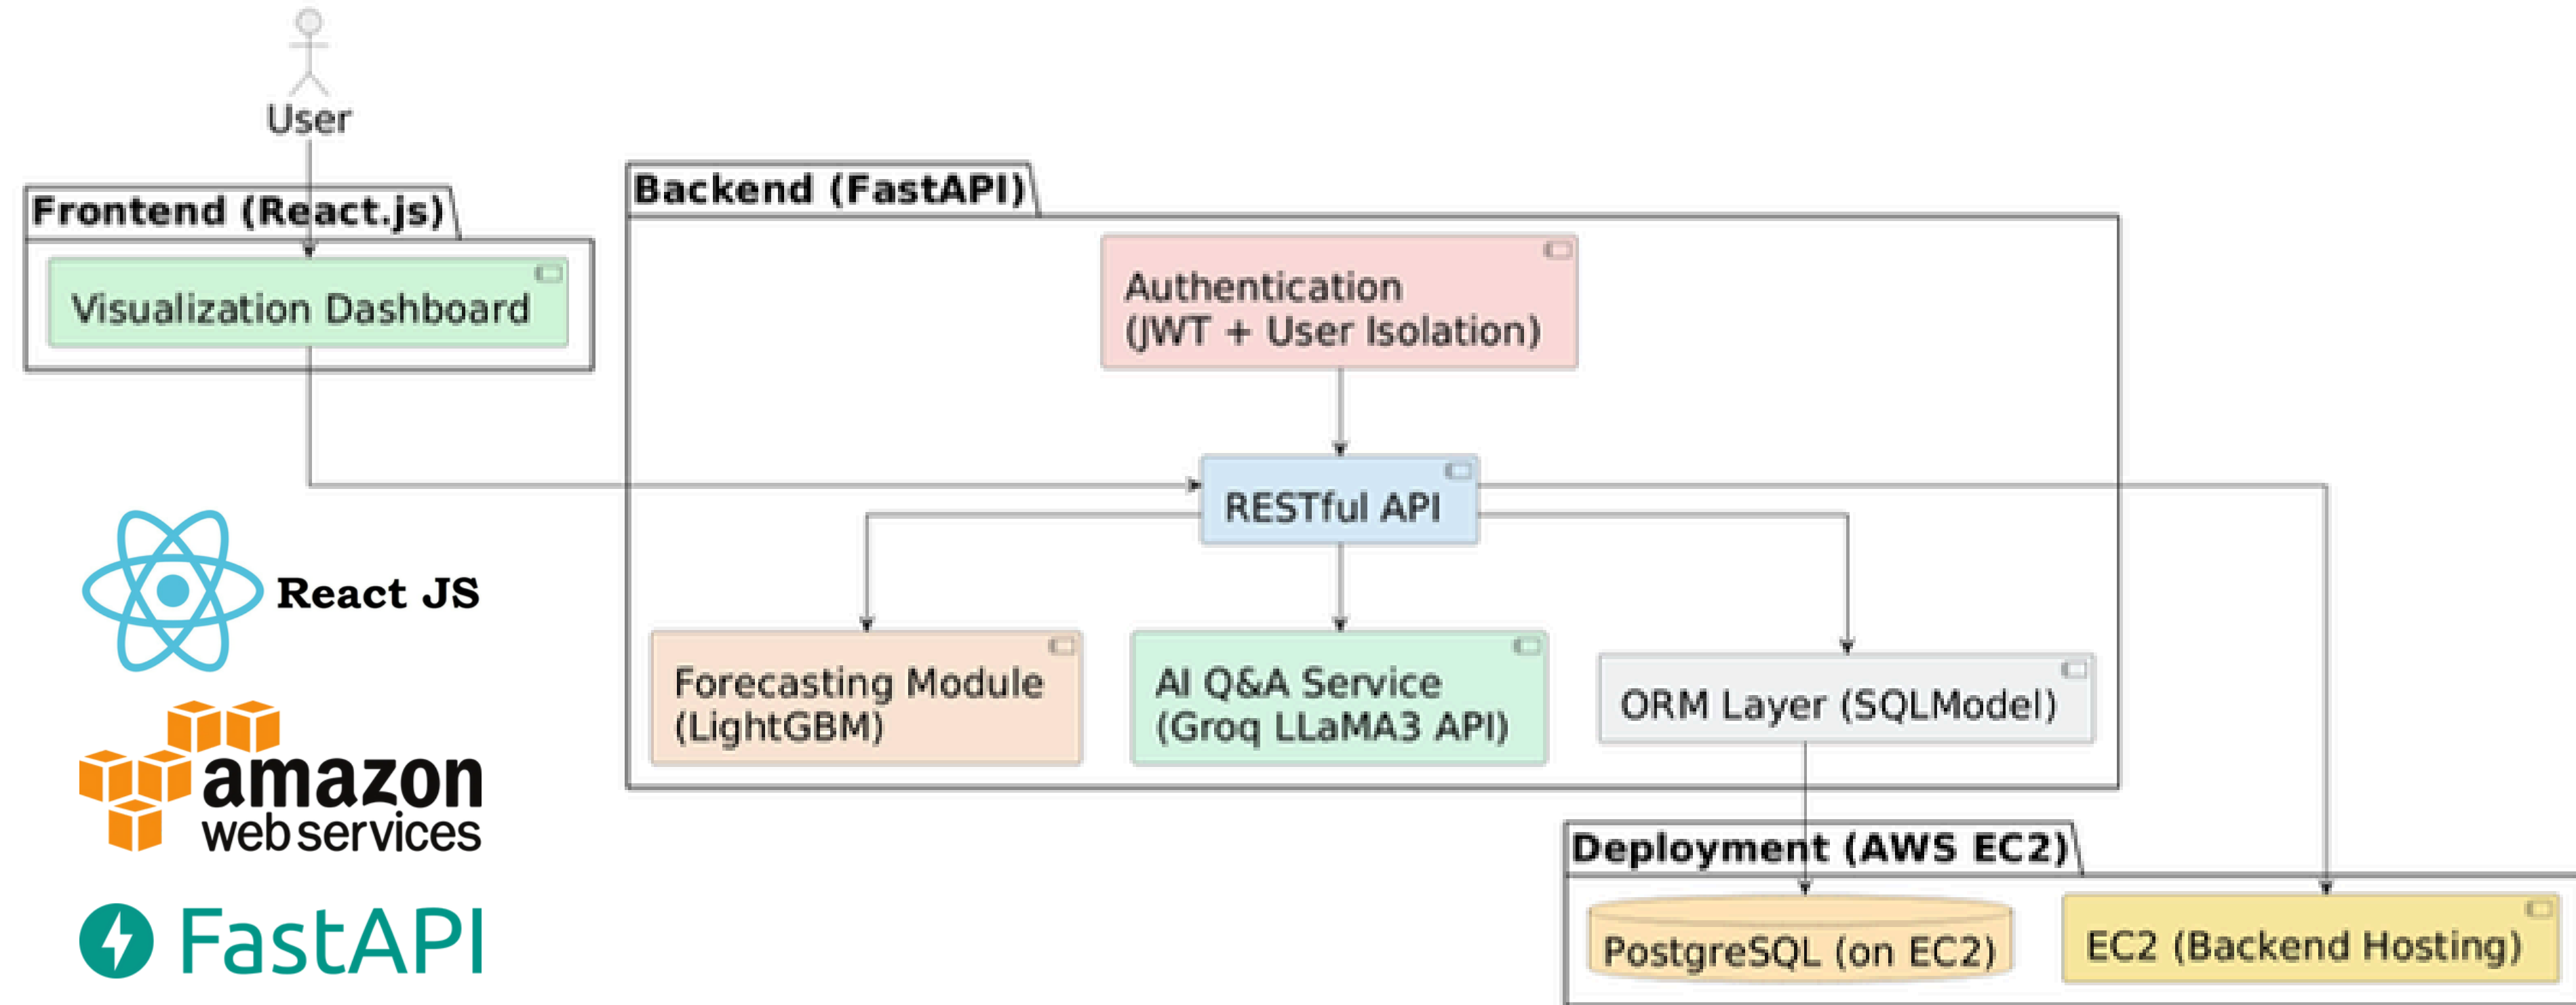 User
Frontend (React.js)
Visualization Dashboard
Backend (FastAPI)
Authentication
(JWT + User Isolation)
RESTful API
Forecasting Module
(LightGBM)
AI Q&A Service
(Groq LLaMA3 API)
ORM Layer (SQLModel)
Deployment (AWS EC2)
PostgreSQL (on EC2)
EC2 (Backend Hosting)
React JS
amazon
web services
FastAPI